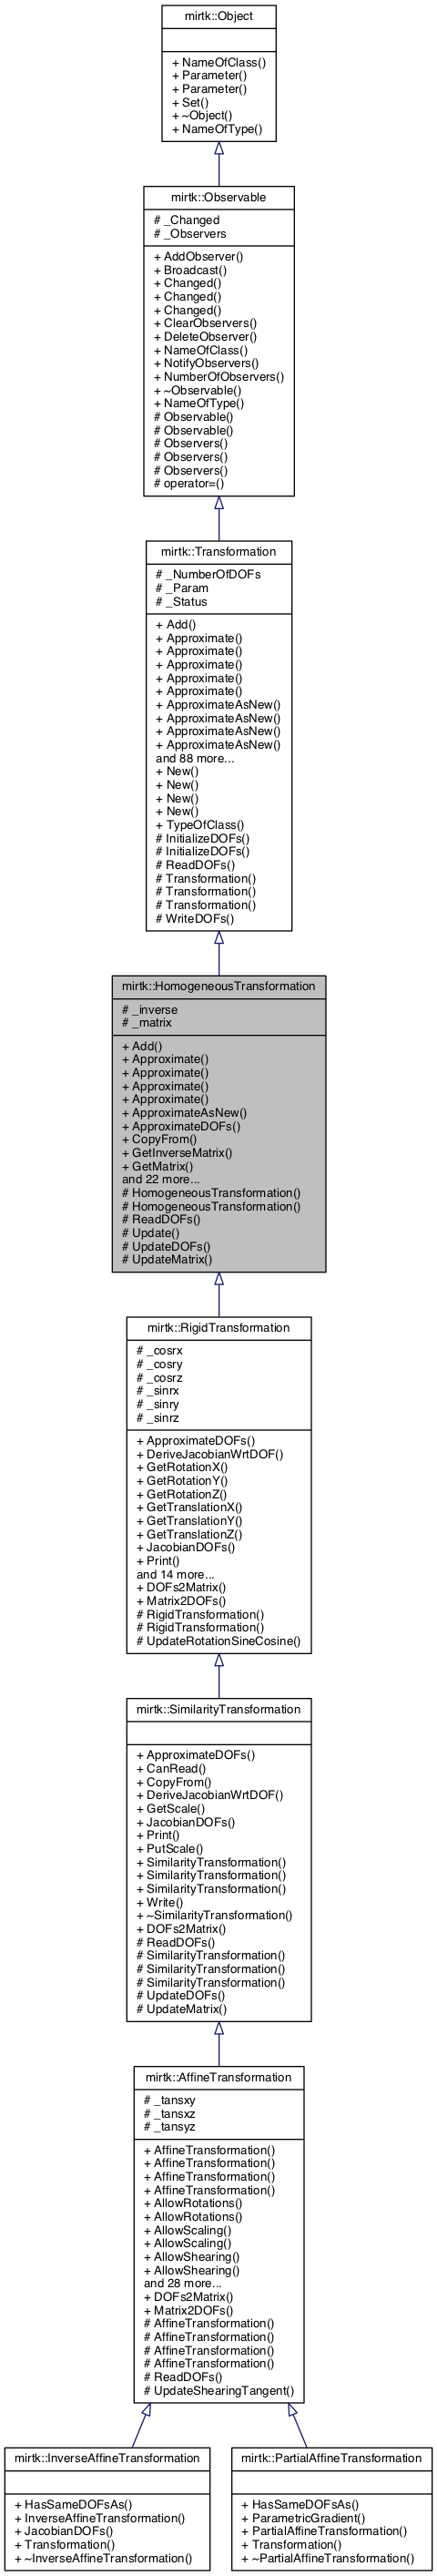 mirtk::Object
+ NameOfClass()
+ Parameter()
+ Parameter()
+ Set()
+ ~Object()
+ NameOfType()
mirtk::Observable
# _Changed
# _Observers
+ AddObserver()
+ Broadcast()
+ Changed()
+ Changed()
+ Changed()
+ ClearObservers()
+ DeleteObserver()
+ NameOfClass()
+ NotifyObservers()
+ NumberOfObservers()
+ ~Observable()
+ NameOfType()
# Observable()
# Observable()
# Observers()
# Observers()
# Observers()
# operator=()
mirtk::Transformation
# _NumberOfDOFs
# _Param
# _Status
+ Add()
+ Approximate()
+ Approximate()
+ Approximate()
+ Approximate()
+ Approximate()
+ ApproximateAsNew()
+ ApproximateAsNew()
+ ApproximateAsNew()
+ ApproximateAsNew()
and 88 more...
+ New()
+ New()
+ New()
+ New()
+ TypeOfClass()
# InitializeDOFs()
# InitializeDOFs()
# ReadDOFs()
# Transformation()
# Transformation()
# Transformation()
# WriteDOFs()
mirtk::HomogeneousTransformation
# _inverse
# _matrix
+ Add()
+ Approximate()
+ Approximate()
+ Approximate()
+ Approximate()
+ ApproximateAsNew()
+ ApproximateDOFs()
+ CopyFrom()
+ GetInverseMatrix()
+ GetMatrix()
and 22 more...
# HomogeneousTransformation()
# HomogeneousTransformation()
# ReadDOFs()
# Update()
# UpdateDOFs()
# UpdateMatrix()
mirtk::RigidTransformation
# _cosrx
# _cosry
# _cosrz
# _sinrx
# _sinry
# _sinrz
+ ApproximateDOFs()
+ DeriveJacobianWrtDOF()
+ GetRotationX()
+ GetRotationY()
+ GetRotationZ()
+ GetTranslationX()
+ GetTranslationY()
+ GetTranslationZ()
+ JacobianDOFs()
+ Print()
and 14 more...
+ DOFs2Matrix()
+ Matrix2DOFs()
# RigidTransformation()
# RigidTransformation()
# UpdateRotationSineCosine()
mirtk::SimilarityTransformation
+ ApproximateDOFs()
+ CanRead()
+ CopyFrom()
+ DeriveJacobianWrtDOF()
+ GetScale()
+ JacobianDOFs()
+ Print()
+ PutScale()
+ SimilarityTransformation()
+ SimilarityTransformation()
+ SimilarityTransformation()
+ Write()
+ ~SimilarityTransformation()
+ DOFs2Matrix()
# ReadDOFs()
# SimilarityTransformation()
# SimilarityTransformation()
# SimilarityTransformation()
# UpdateDOFs()
# UpdateMatrix()
mirtk::AffineTransformation
# _tansxy
# _tansxz
# _tansyz
+ AffineTransformation()
+ AffineTransformation()
+ AffineTransformation()
+ AffineTransformation()
+ AllowRotations()
+ AllowRotations()
+ AllowScaling()
+ AllowScaling()
+ AllowShearing()
+ AllowShearing()
and 28 more...
+ DOFs2Matrix()
+ Matrix2DOFs()
# AffineTransformation()
# AffineTransformation()
# AffineTransformation()
# AffineTransformation()
# ReadDOFs()
# UpdateShearingTangent()
mirtk::InverseAffineTransformation
+ HasSameDOFsAs()
+ InverseAffineTransformation()
+ JacobianDOFs()
+ Transformation()
+ ~InverseAffineTransformation()
mirtk::PartialAffineTransformation
+ HasSameDOFsAs()
+ ParametricGradient()
+ PartialAffineTransformation()
+ Transformation()
+ ~PartialAffineTransformation()